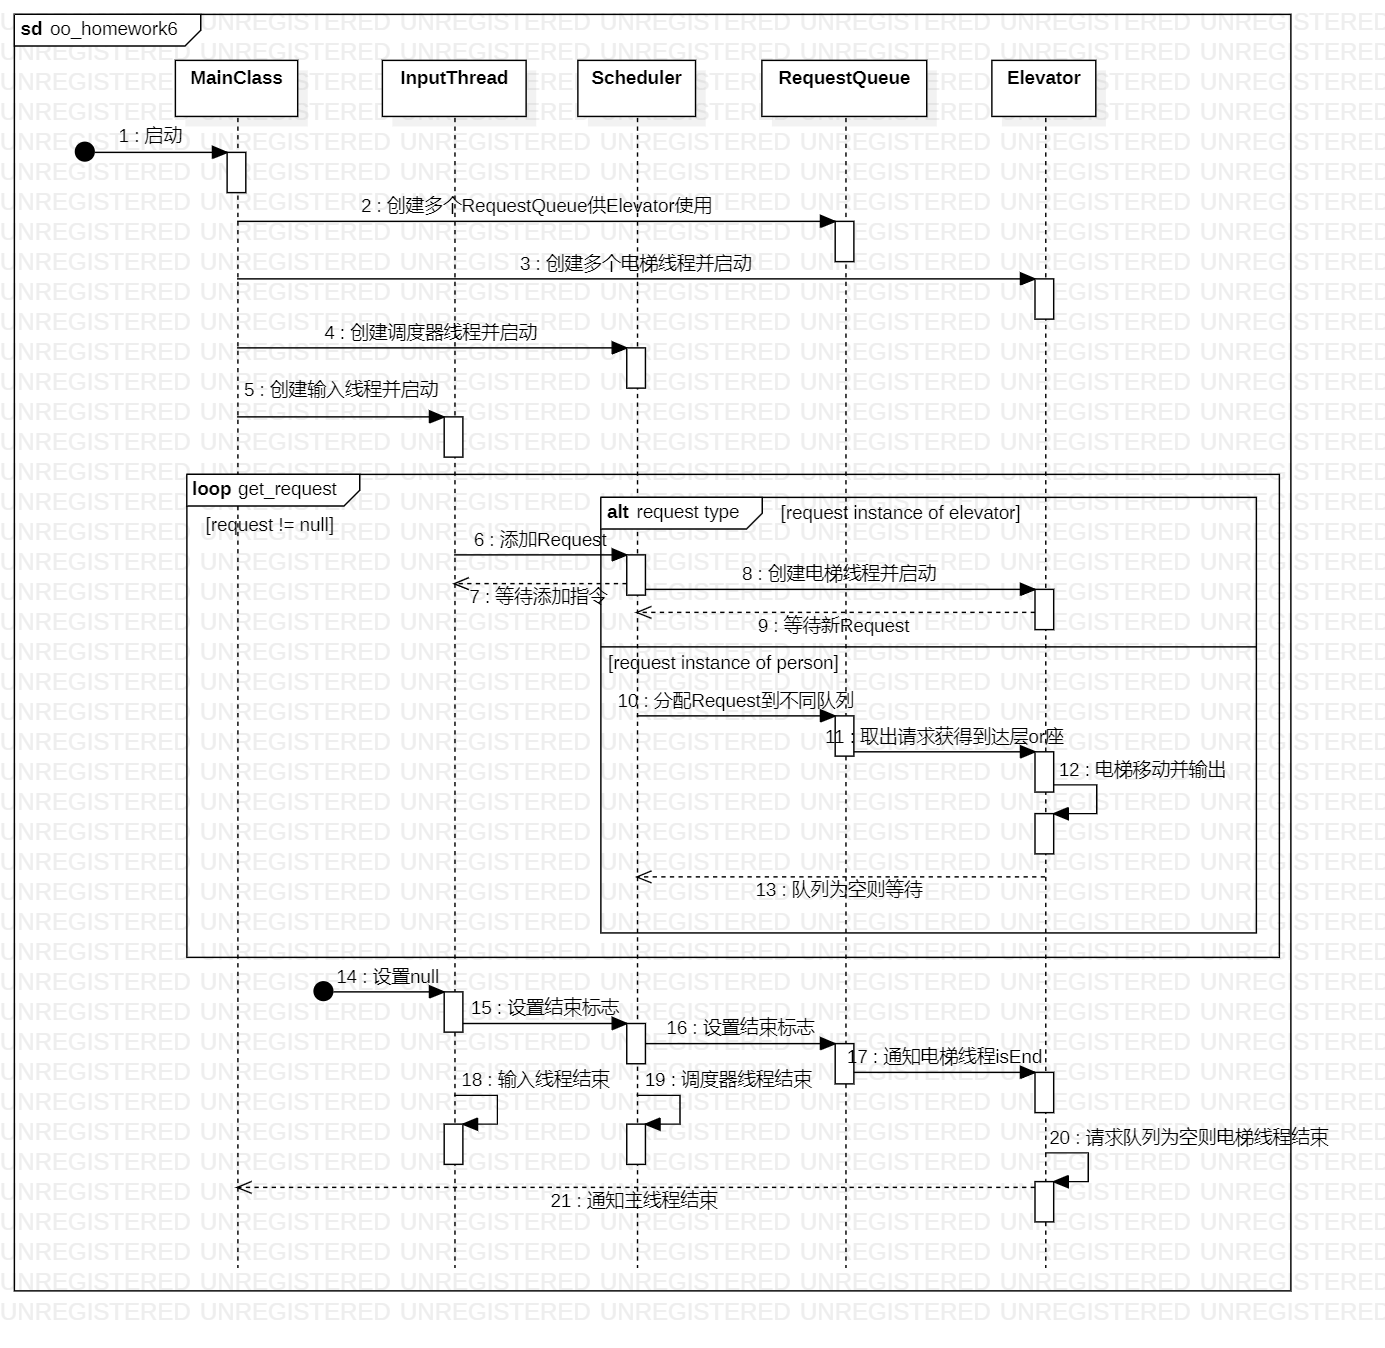 sd oo_homework6
MainClass
InputThread
Scheduler
RequestQueue
Elevator
1 : 启动
2 : 创建多个RequestQueue供Elevator使用
3 : 创建多个电梯线程并启动
4 : 创建调度器线程并启动
5 : 创建输入线程并启动
loop get_request
[request != null]
alt request type
[request instance of elevator]
6 : 添加Request
7 : 等待添加指令
8 : 创建电梯线程并启动
9 : 等待新Request
[request instance of person]
10 : 分配Request到不同队列
11 : 取出请求获得到达层or座
12 : 电梯移动并输出
13 : 队列为空则等待
14 : 设置null
15 : 设置结束标志
16 : 设置结束标志
17 : 通知电梯线程isEnd
18 : 输入线程结束
19 : 调度器线程结束
20 : 请求队列为空则电梯线程结束
21 : 通知主线程结束
UNREGISTERED